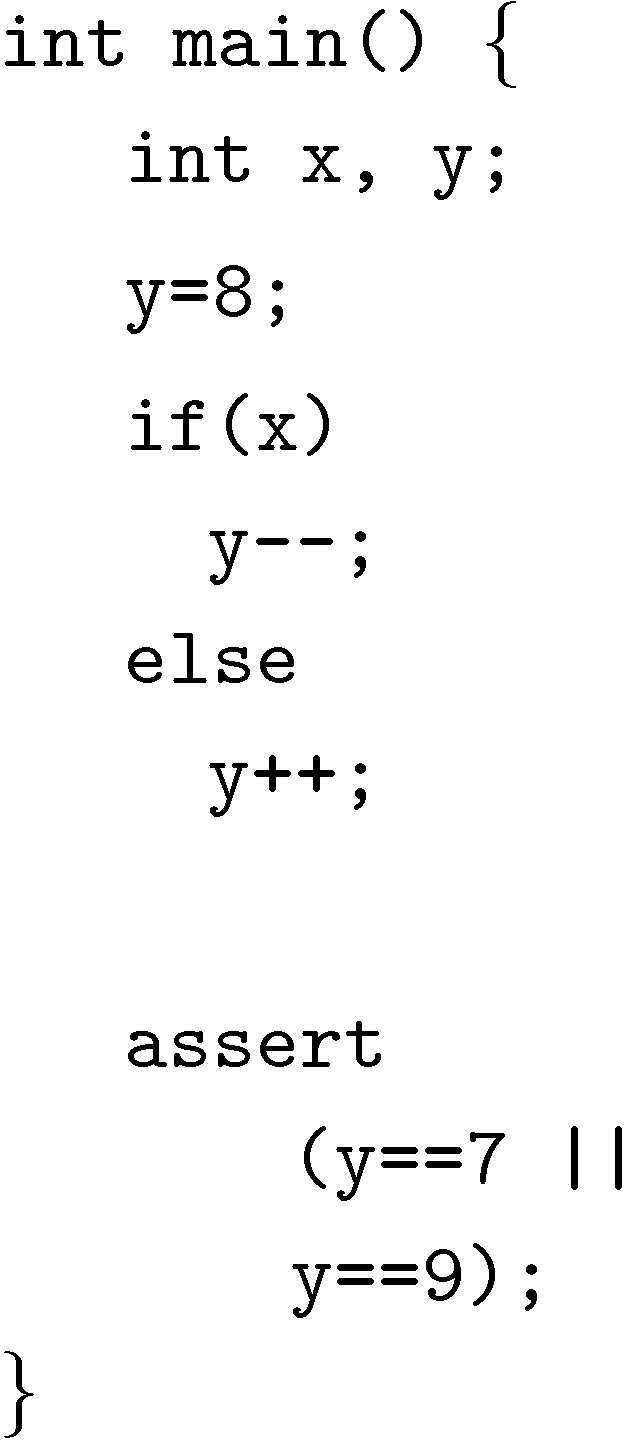 int main() {
int x, y;
y=8;
if(x)
y--;
else
y++;
assert
(y==7 ||
y==9);
}